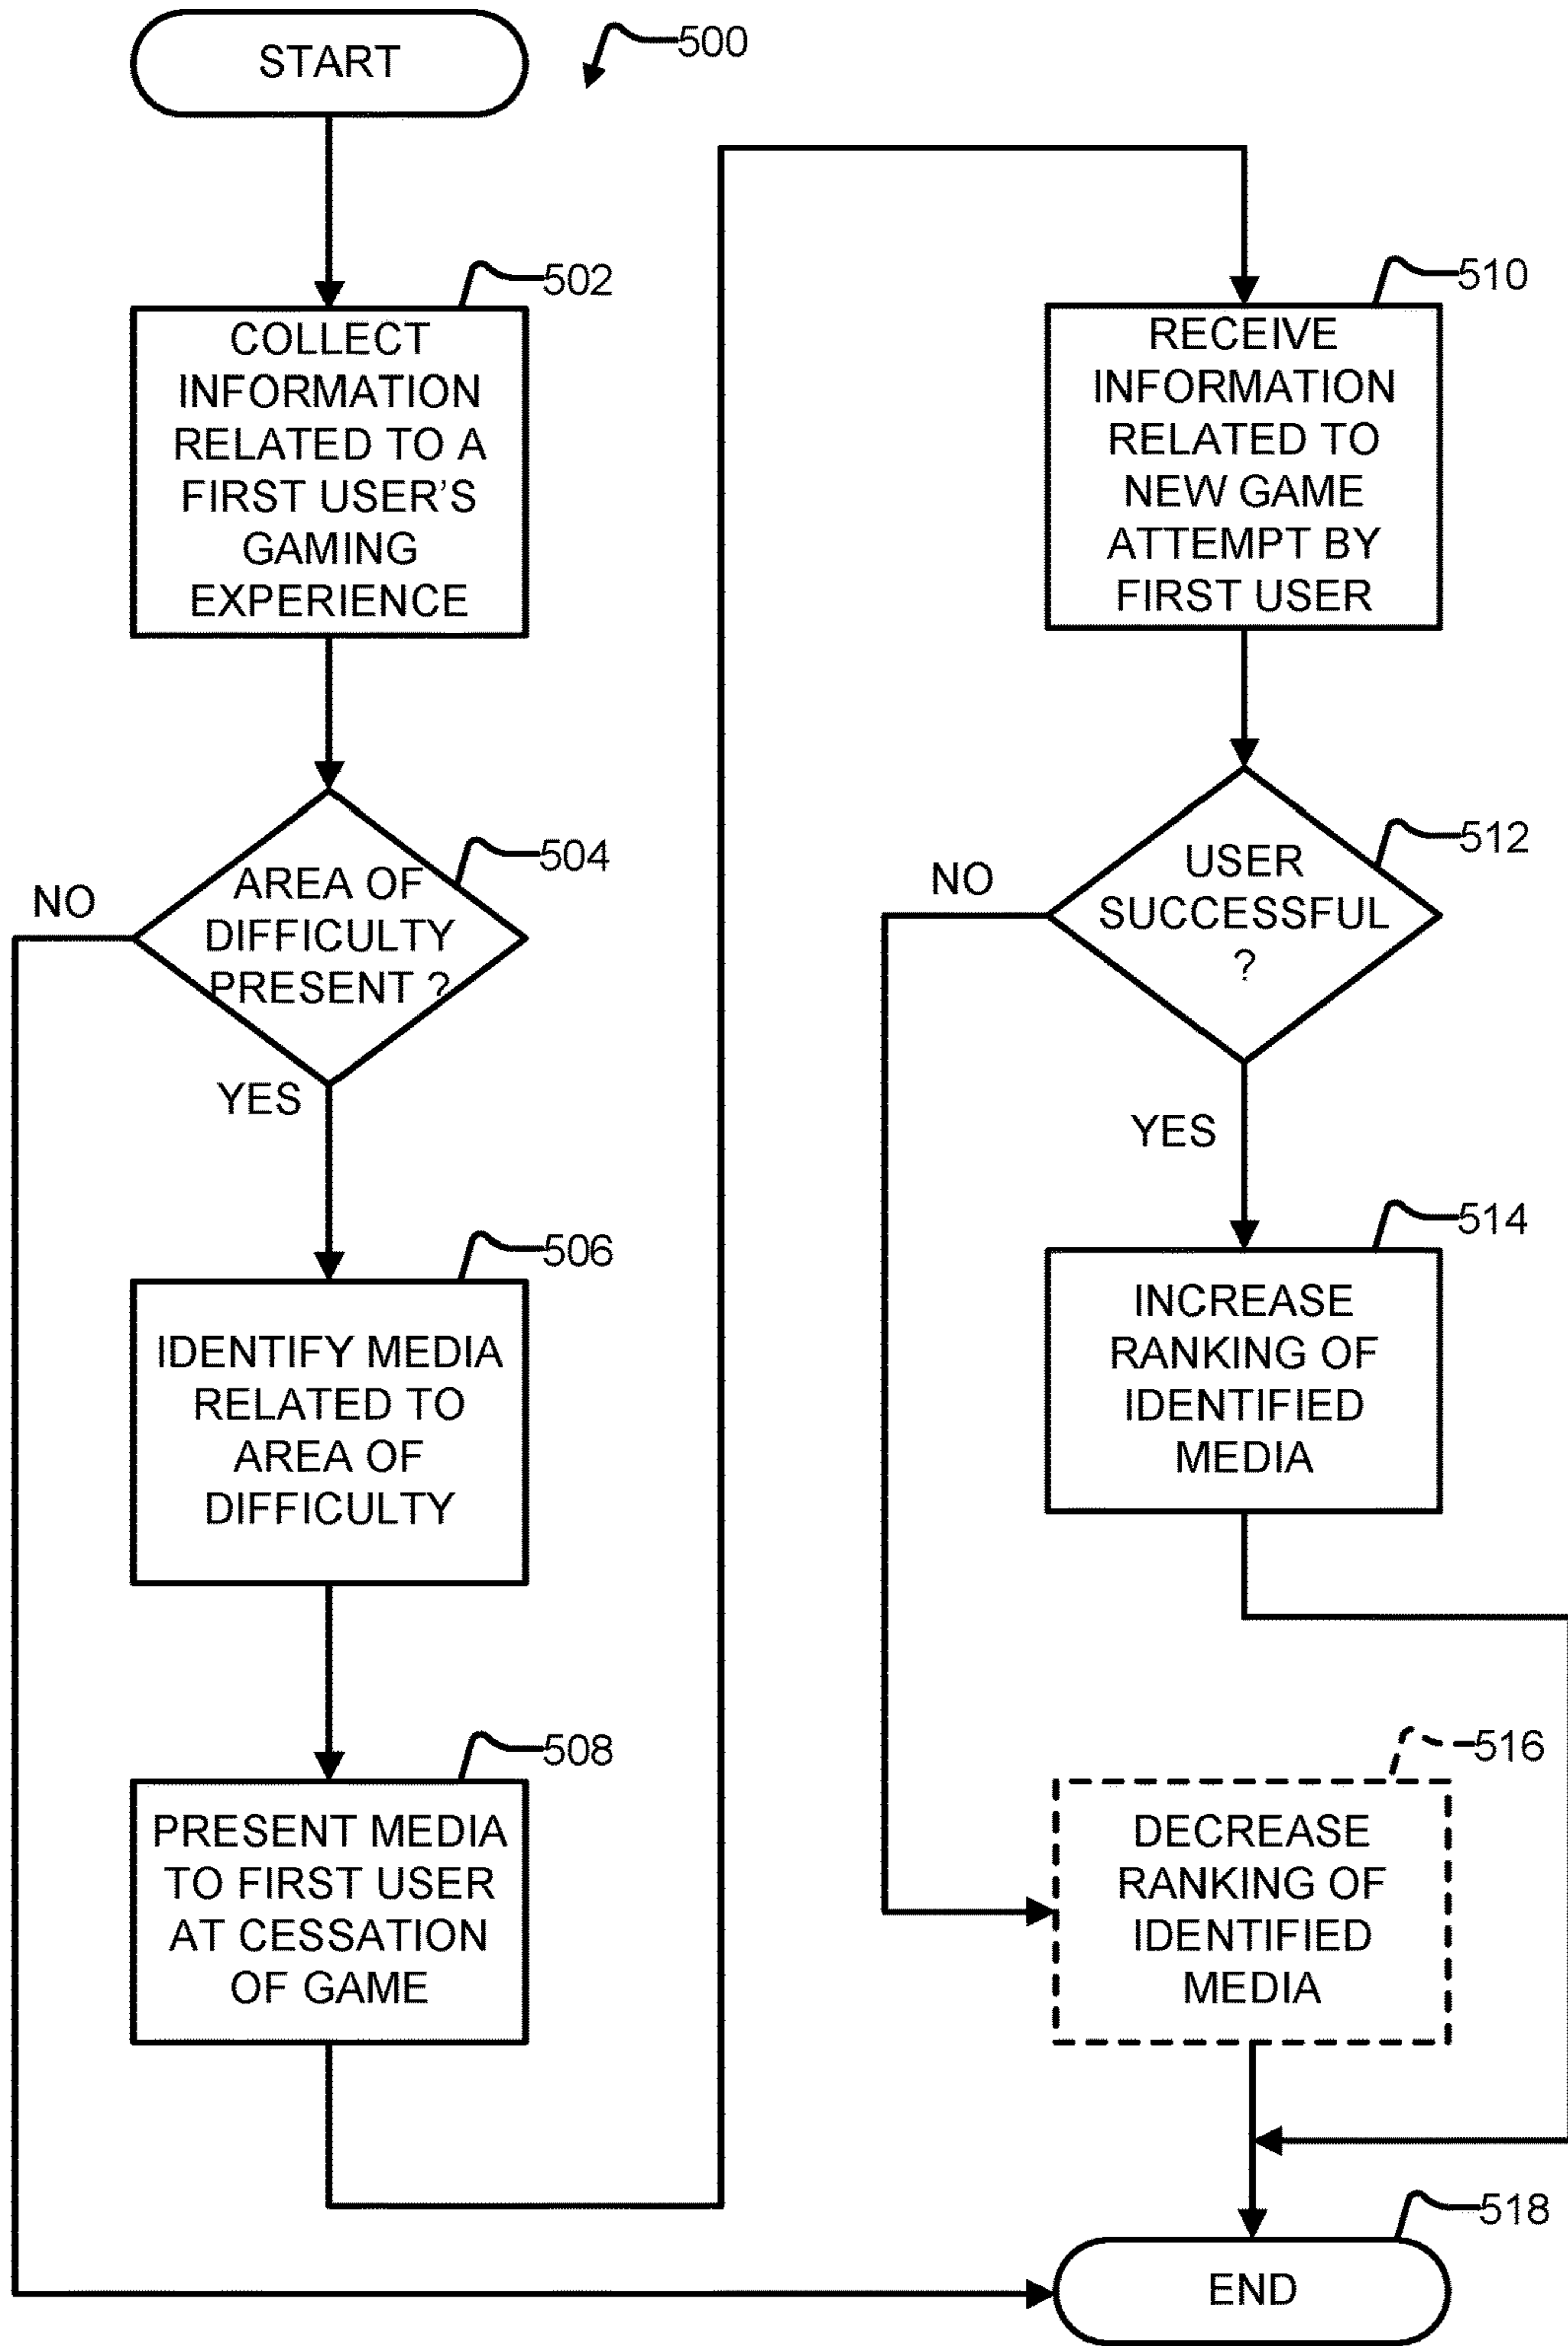 START
500
502
COLLECT
INFORMATION
RELATED TO A
FIRST USER'S
GAMING
EXPERIENCE
504
NO
AREA OF
DIFFICULTY
PRESENT ?
YES
506
IDENTIFY MEDIA
RELATED TO
AREA OF
DIFFICULTY
508
PRESENT MEDIA
TO FIRST USER
AT CESSATION
OF GAME
510
RECEIVE
INFORMATION
RELATED TO
NEW GAME
ATTEMPT BY
FIRST USER
512
NO
USER
SUCCESSFUL
?
YES
514
INCREASE
RANKING OF
IDENTIFIED
MEDIA
516
DECREASE
RANKING OF
IDENTIFIED
MEDIA
518
END